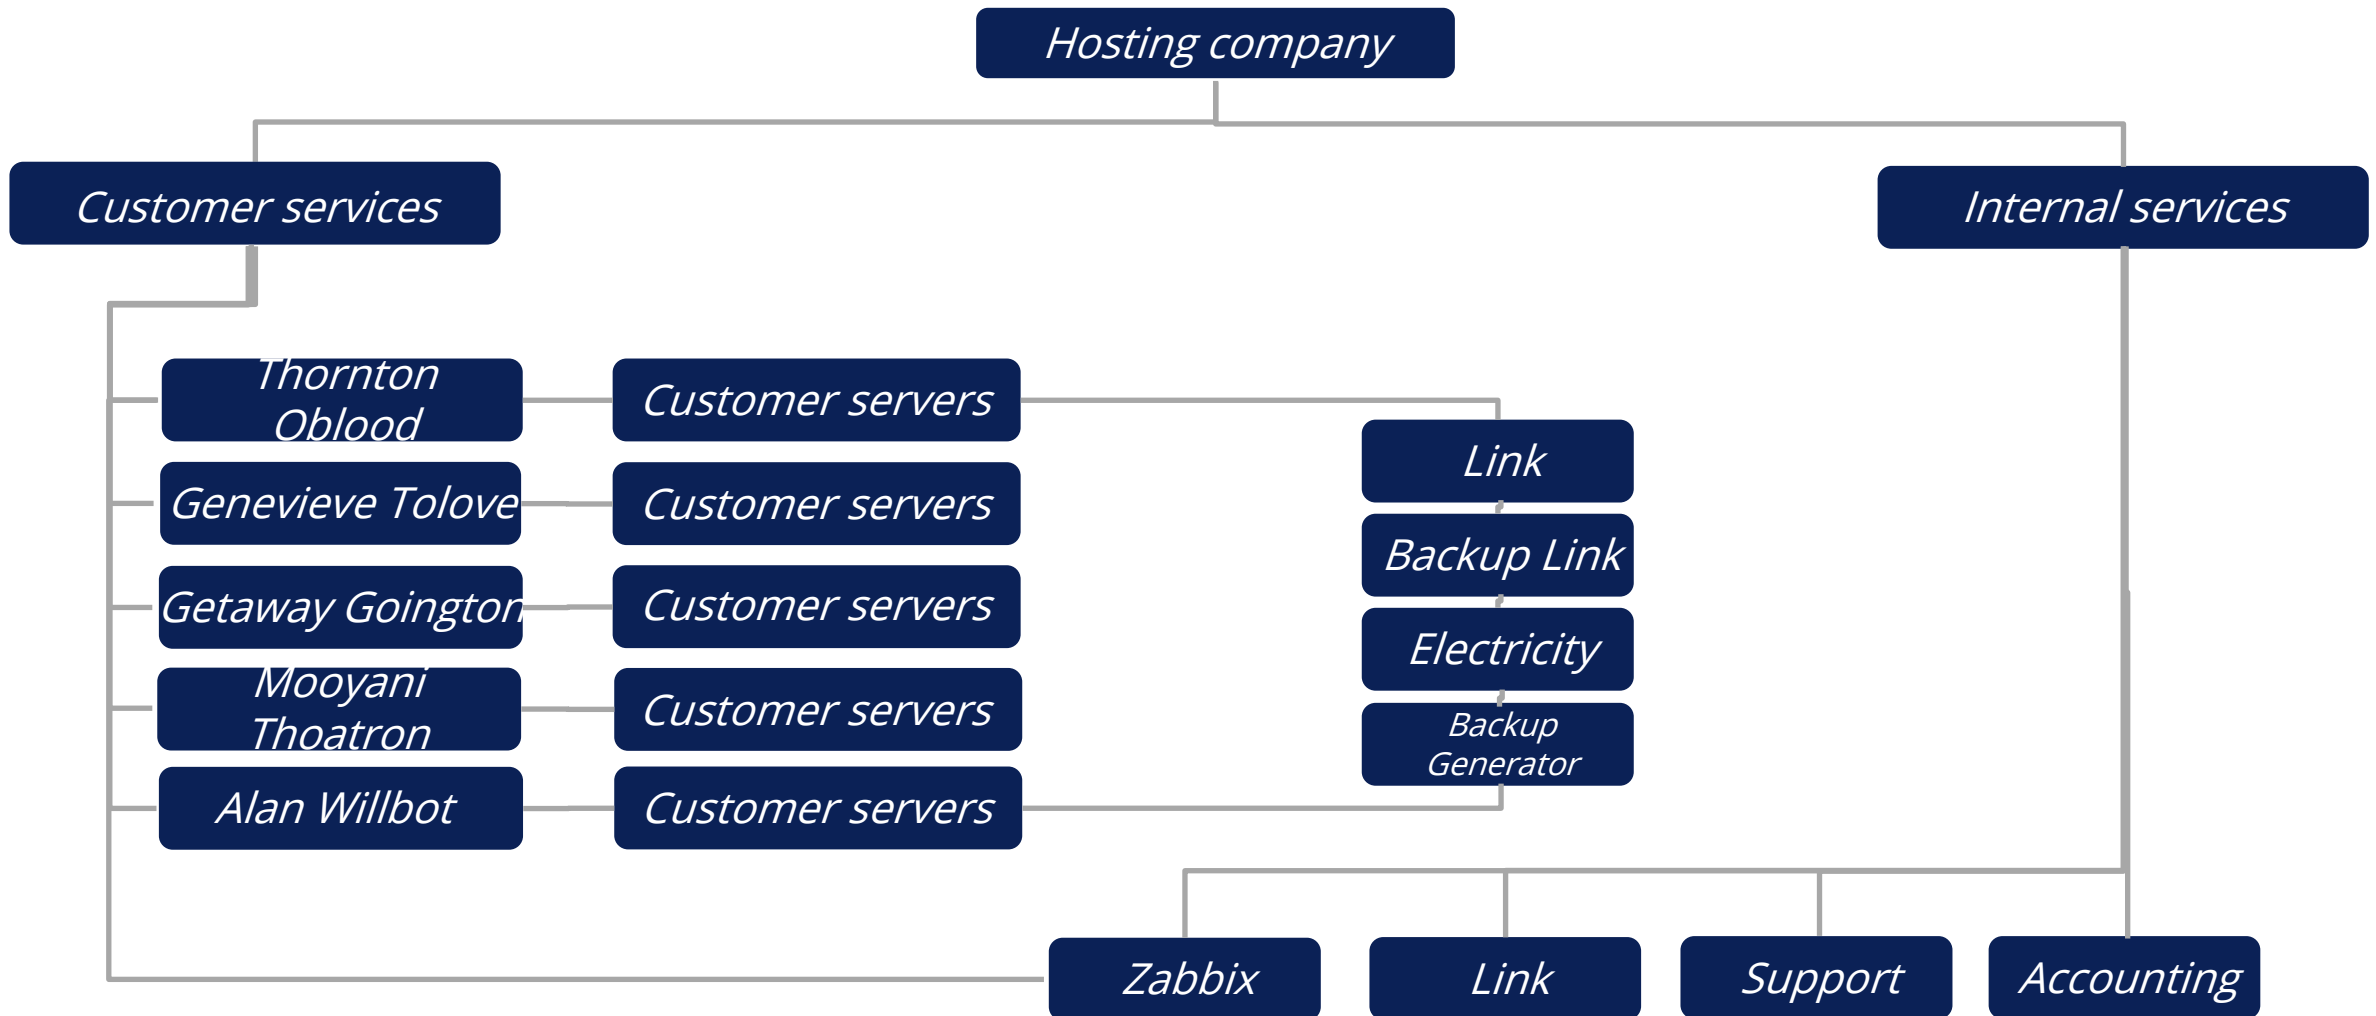 Hosting company
Customer services
Internal services
Thornton
Oblood
Customer servers
Link
Genevieve Tolove
Customer servers
Backup Link
Getaway Goington
Customer servers
Electricity
Mooyani
Thoatron
Customer servers
Backup
Generator
Alan Willbot
Customer servers
Zabbix
Link
Support
Accounting